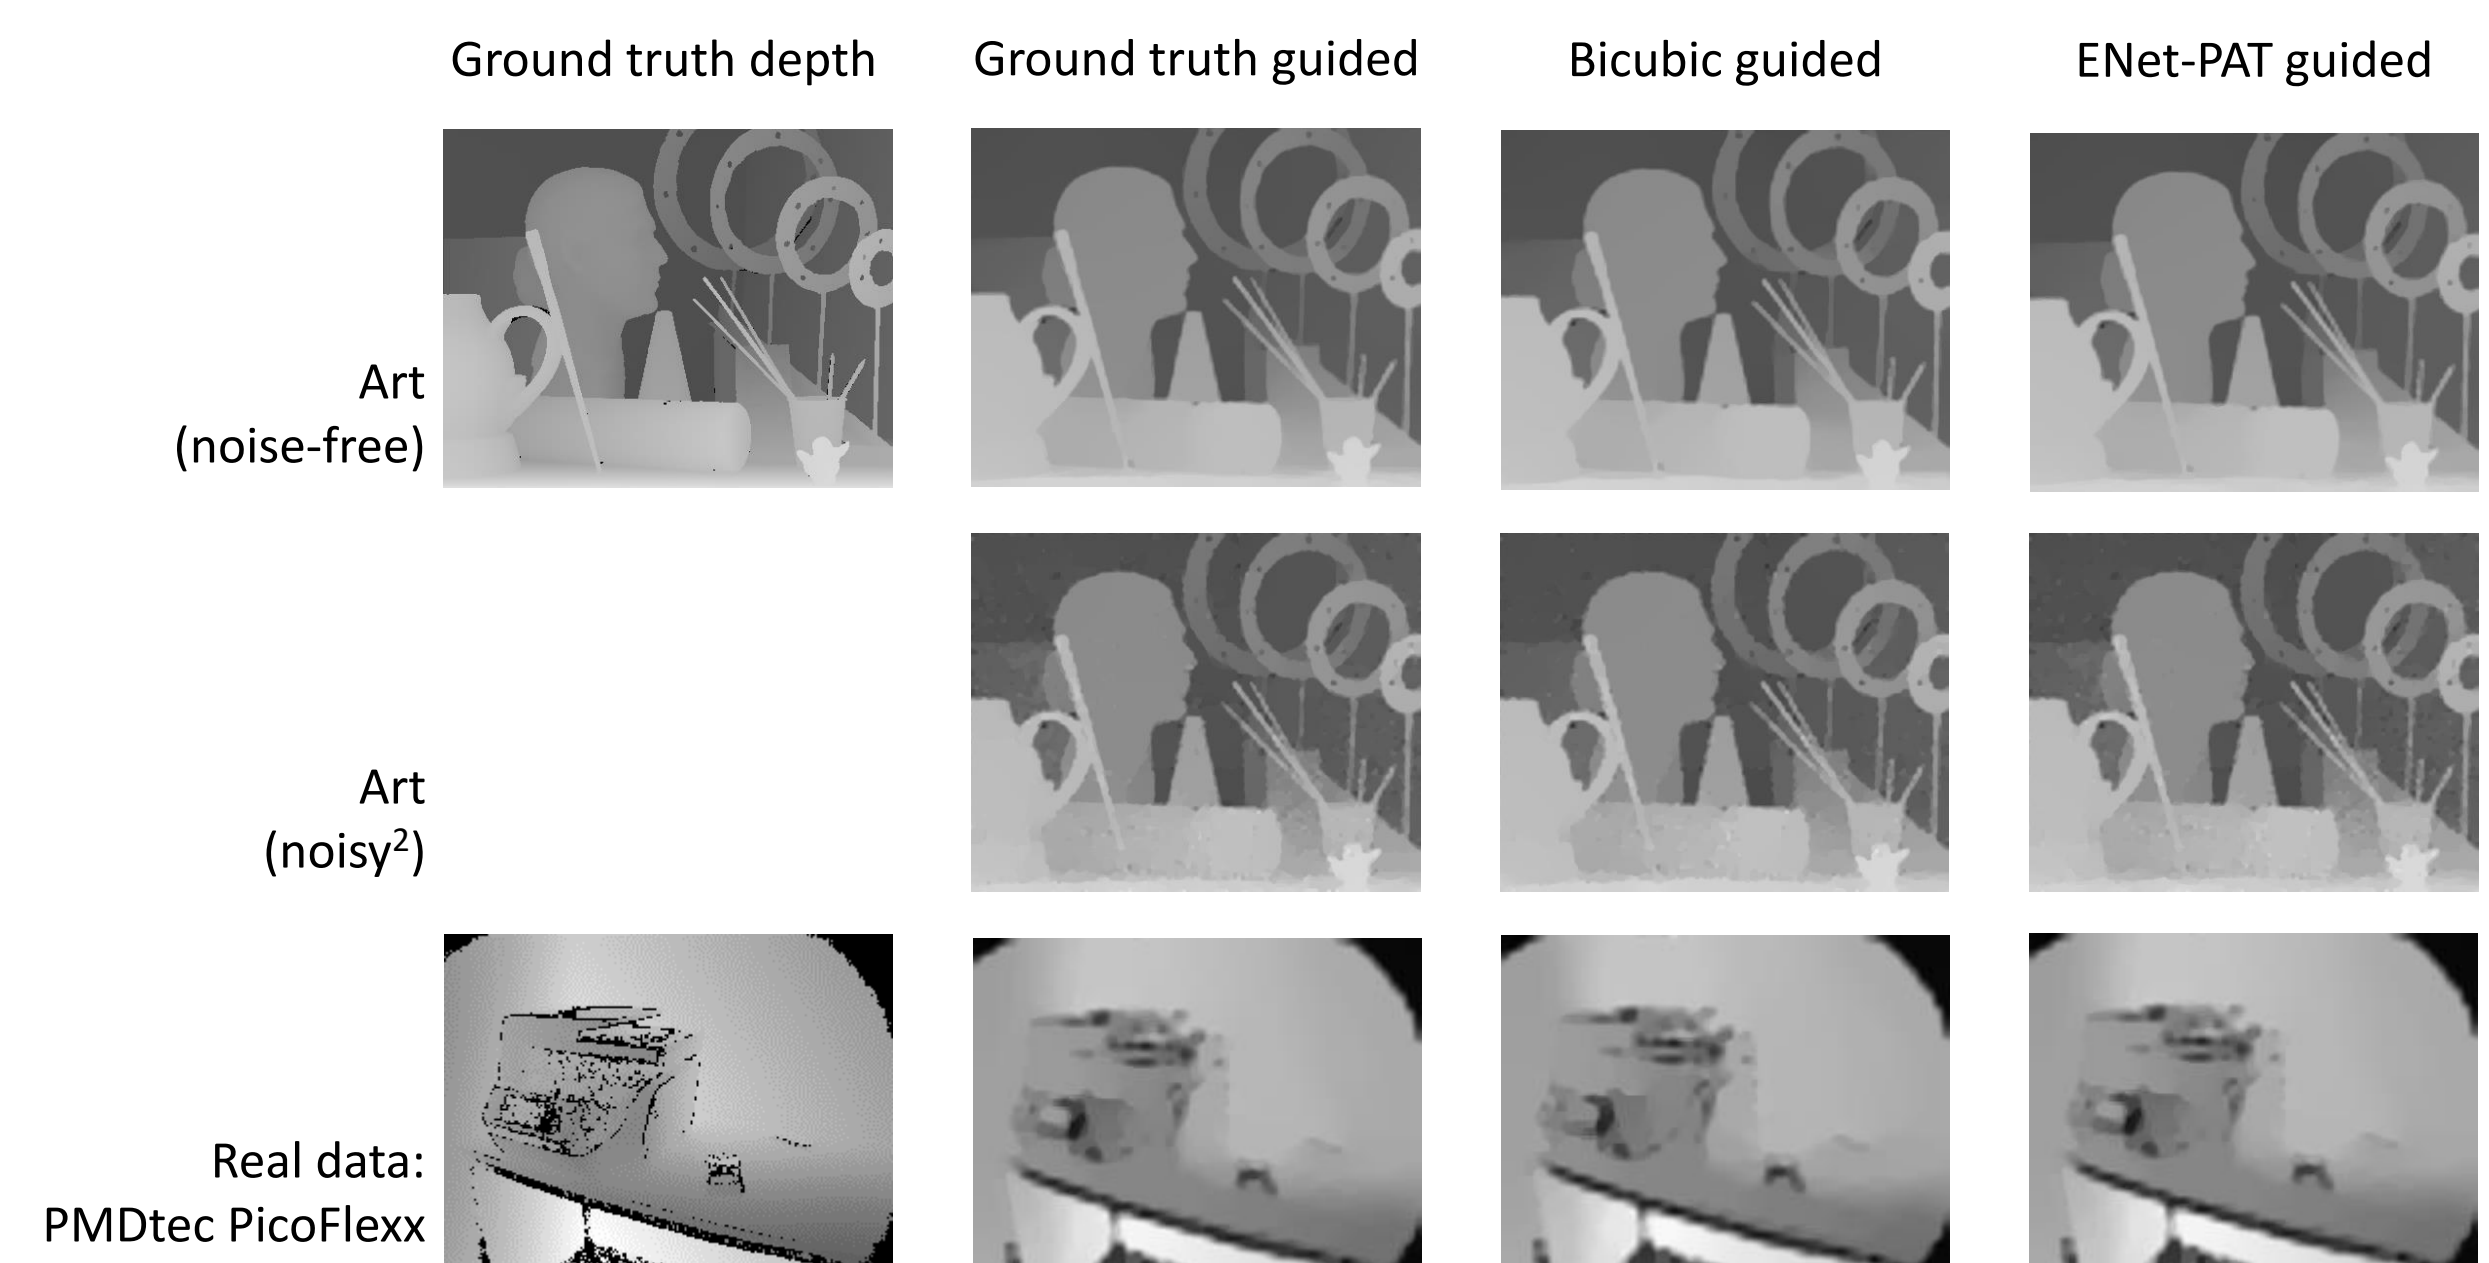 Ground truth depth
Ground truth guided
Bicubic guided
ENet-PAT guided
Art
(noise-free)
Art
(noisy²)
Real data:
PMDtec PicoFlexx